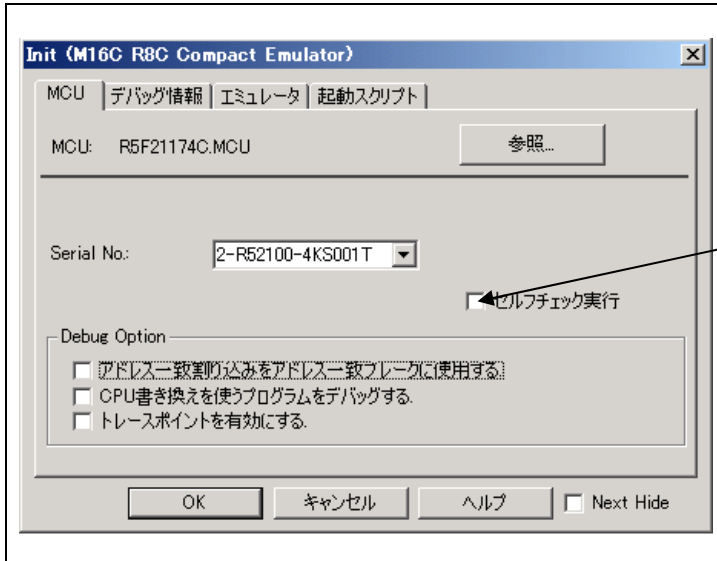 Init (M16C R8C Compact Emulator)
MCU デバッグ情報 エミュレータ 起動スクリプト
MCU: R5F21174C.MCU 参照...
Serial No.: 2-R52100-4KS001T
セルフチェック実行
Debug Option
アドレス一致割り込みをアドレス一致ブレークに使用する.
CPU書き換えを使うプログラムをデバッグする.
トレースポイントを有効にする.
OK キャンセル ヘルプ Next Hide